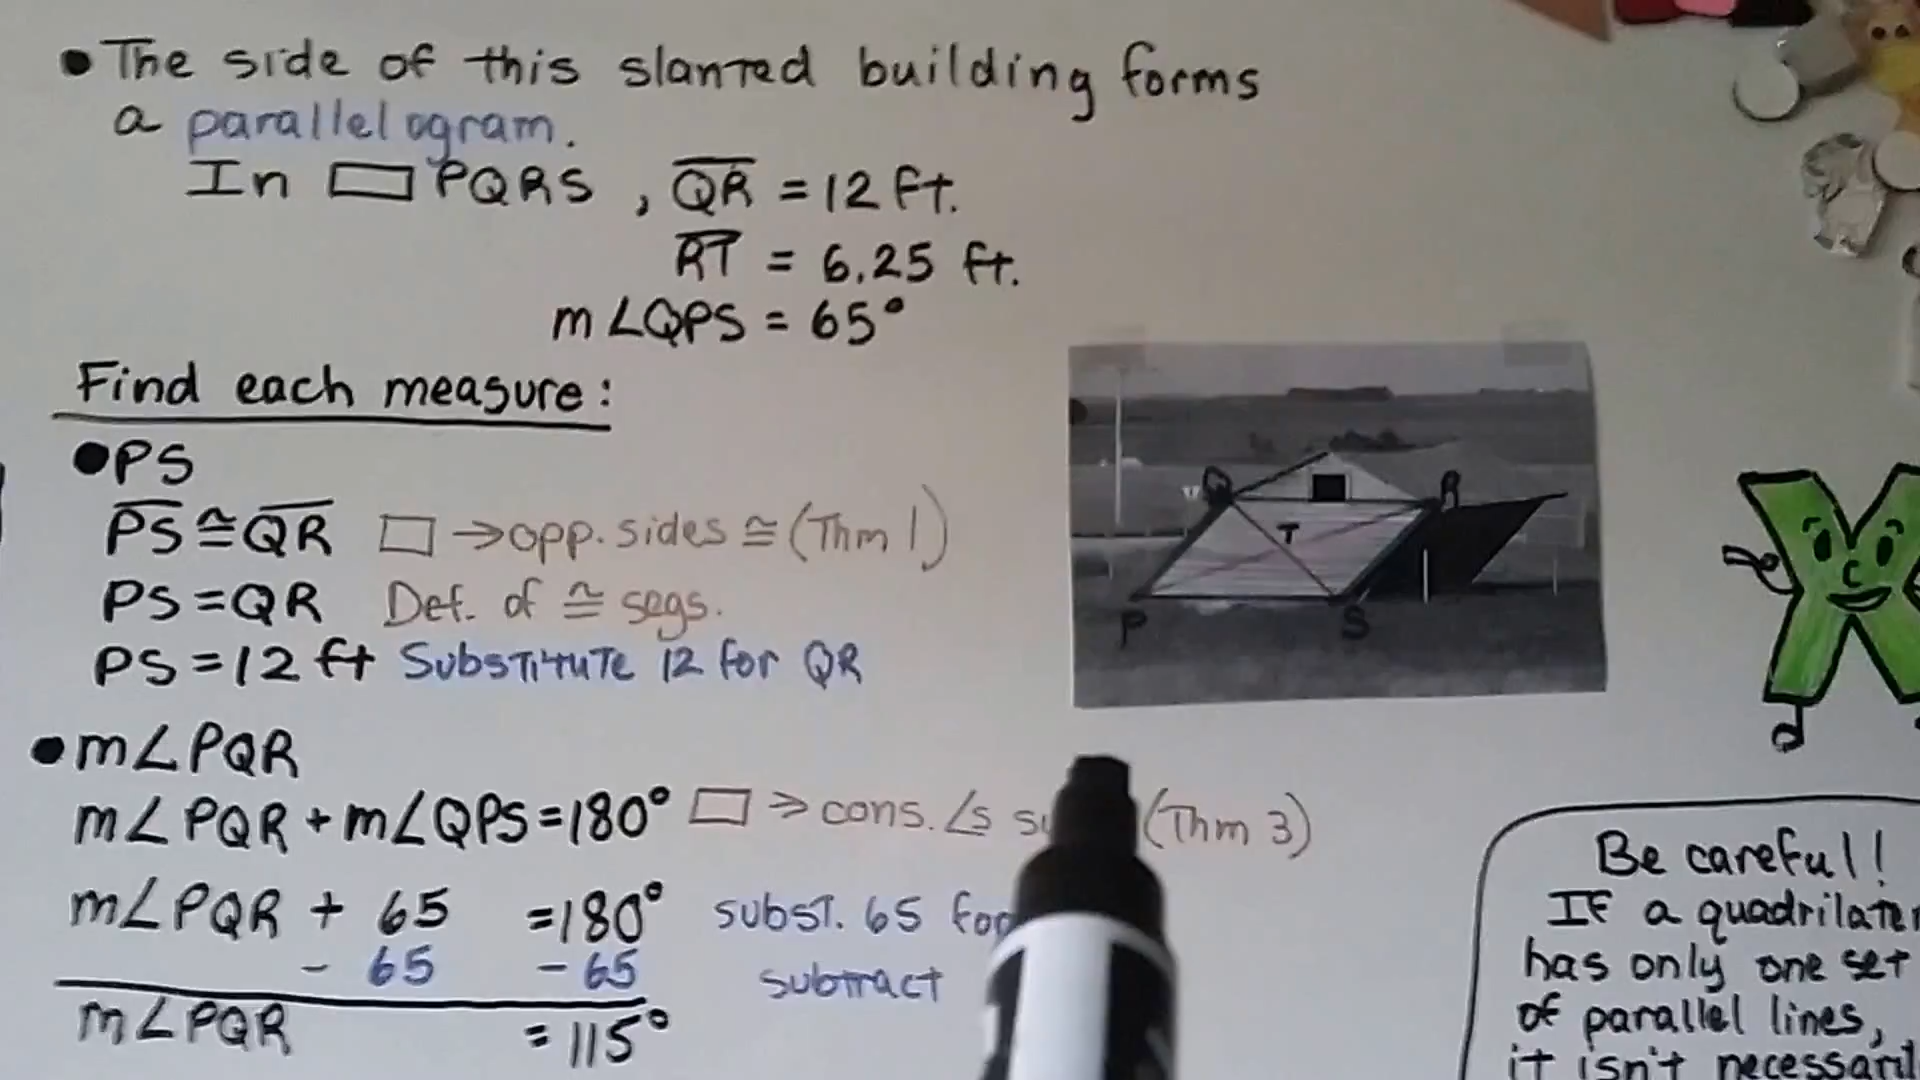 • The side of this slanted building forms
a parallelogram.
In ▱ PQRS, QR = 12 ft.
RT = 6.25 ft.
m∠QPS = 65°
Find each measure:
• PS
PS ≅ QR ▱ → opp. sides ≅ (Thm 1)
PS = QR Def. of ≅ segs.
PS = 12 ft Substitute 12 for QR
Q R
T
P S
• m∠PQR
m∠PQR + m∠QPS = 180° ▱ → cons. ∠s (Thm 3)
m∠PQR + 65 = 180° subst. 65 for
- 65 - 65 subtract
m∠PQR = 115°
Be careful!
If a
has only one set
of parallel lines,
it isn't